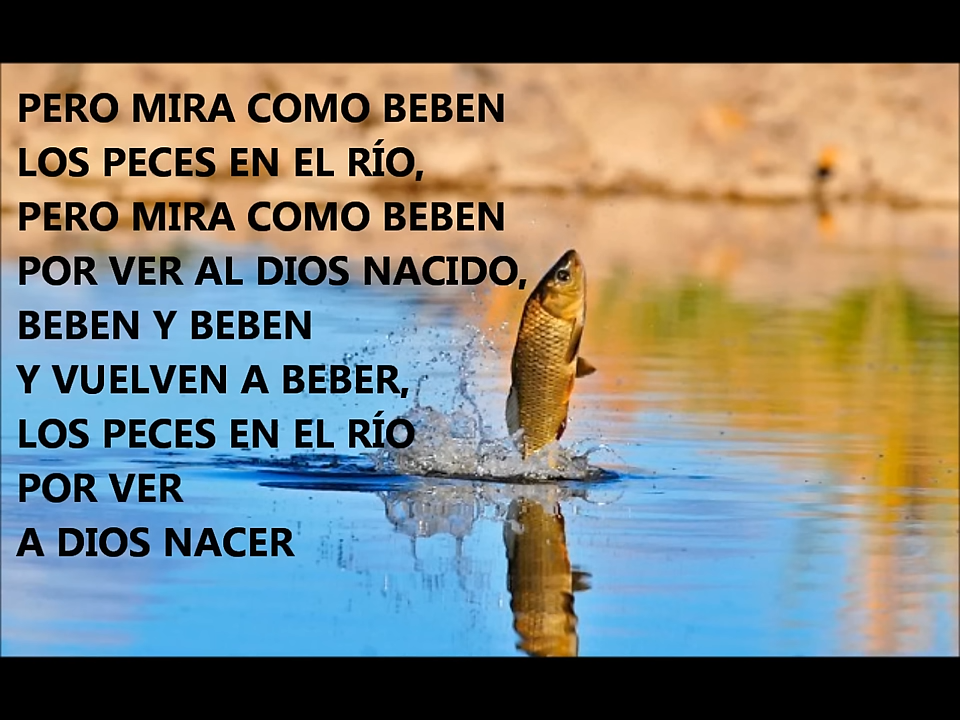 PERO MIRA COMO BEBEN
LOS PECES EN EL RÍO,
PERO MIRA COMO BEBEN
POR VER AL DIOS NACIDO,
BEBEN Y BEBEN
Y VUELVEN A BEBER,
LOS PECES EN EL RÍO
POR VER
A DIOS NACER